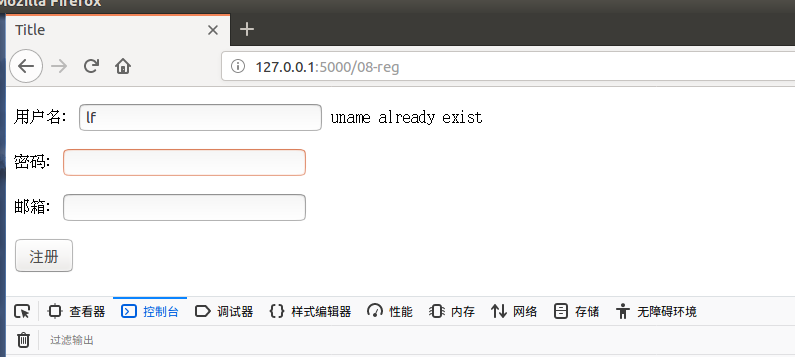 Mozilla Firefox
Title
127.0.0.1:5000/08-reg
用户名: lf uname already exist
密码:
邮箱:
注册
查看器 控制台 调试器 样式编辑器 性能 内存 网络 存储 无障碍环境
过滤输出